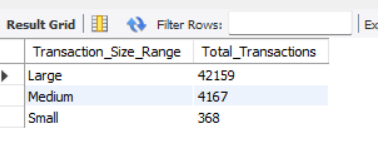 Result Grid Filter Rows: Ex
Transaction_Size_Range Total_Transactions
Large 42159
Medium 4167
Small 368